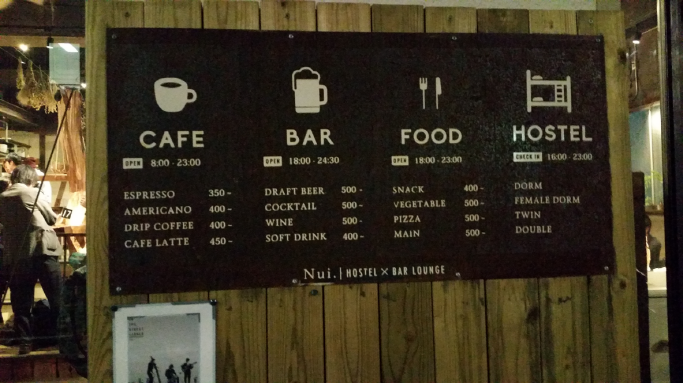 CAFE
OPEN 8:00 - 23:00
ESPRESSO 350 ~
AMERICANO 400 ~
DRIP COFFEE 400 ~
CAFE LATTE 450 ~
BAR
OPEN 18:00 - 24:30
DRAFT BEER 500 ~
COCKTAIL 500 ~
WINE 500 ~
SOFT DRINK 400 ~
FOOD
OPEN 18:00 - 23:00
SNACK 400 ~
VEGETABLE 500 ~
PIZZA 500 ~
MAIN 500 ~
HOSTEL
CHECK IN 16:00 - 23:00
DORM
FEMALE DORM
TWIN
DOUBLE
Nui. | HOSTEL × BAR LOUNGE